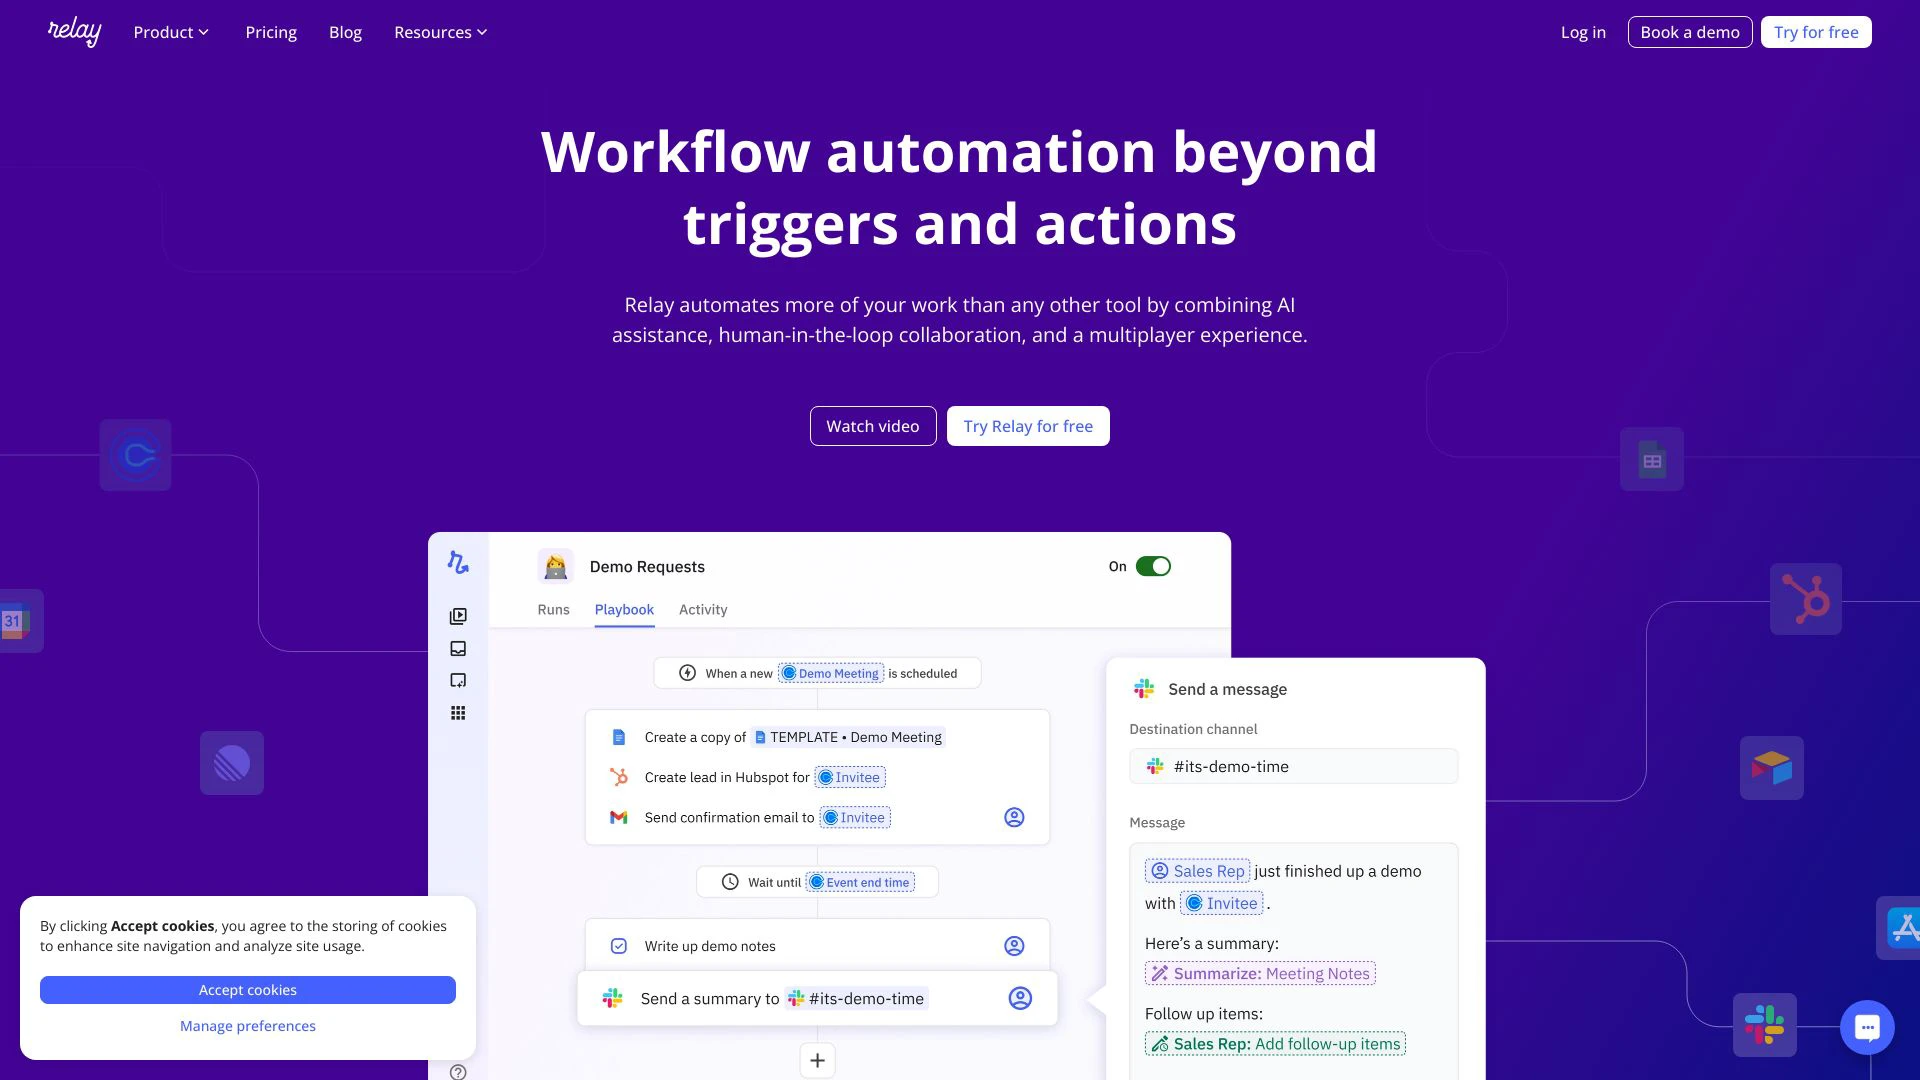 relay
Product
Pricing
Blog
Resources
Log in
Book a demo
Try for free
Workflow automation beyond
triggers and actions
Relay automates more of your work than any other tool by combining AI
assistance, human-in-the-loop collaboration, and a multiplayer experience.
Watch video
Try Relay for free
31
Demo Requests
On
Runs
Playbook
Activity
When a new Demo Meeting is scheduled
Create a copy of TEMPLATE • Demo Meeting
Create lead in Hubspot for Invitee
Send confirmation email to Invitee
Wait until Event end time
Write up demo notes
Send a summary to #its-demo-time
Send a message
Destination channel
#its-demo-time
Message
Sales Rep just finished up a demo
with Invitee .
Here’s a summary:
Summarize: Meeting Notes
Follow up items:
Sales Rep: Add follow-up items
By clicking Accept cookies, you agree to the storing of cookies
to enhance site navigation and analyze site usage.
Accept cookies
Manage preferences